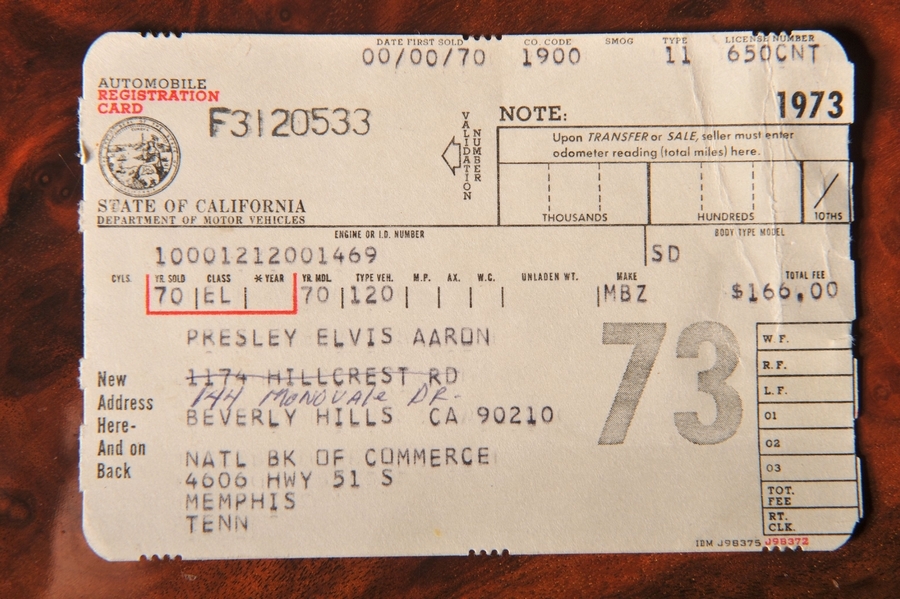 DATE FIRST SOLD CO. CODE SMOG TYPE LICENSE NUMBER
00/00/70 1900 11 650CNT
AUTOMOBILE
REGISTRATION
CARD
F3120533
VALIDATION
NUMBER
NOTE: 1973
Upon TRANSFER or SALE, seller must enter
odometer reading (total miles) here.
THOUSANDS HUNDREDS 10THS
STATE OF CALIFORNIA
DEPARTMENT OF MOTOR VEHICLES
ENGINE OR I.D. NUMBER BODY TYPE MODEL
10001212001469 SD
CYLS. YR. SOLD CLASS *YEAR YR. MDL. TYPE VEH. M.P. AX. W.C. UNLADEN WT. MAKE TOTAL FEE
70 EL 70 120 MBZ $166.00
PRESLEY ELVIS AARON
1174 HILLCREST RD
144 MONOVALE DR.
BEVERLY HILLS CA 90210
NATL BK OF COMMERCE
4606 HWY 51 S
MEMPHIS
TENN
New
Address
Here-
And on
Back
73
W.F.
R.F.
L.F.
01
02
03
TOT.
FEE
RT.
CLK.
IBM J98375 J98372